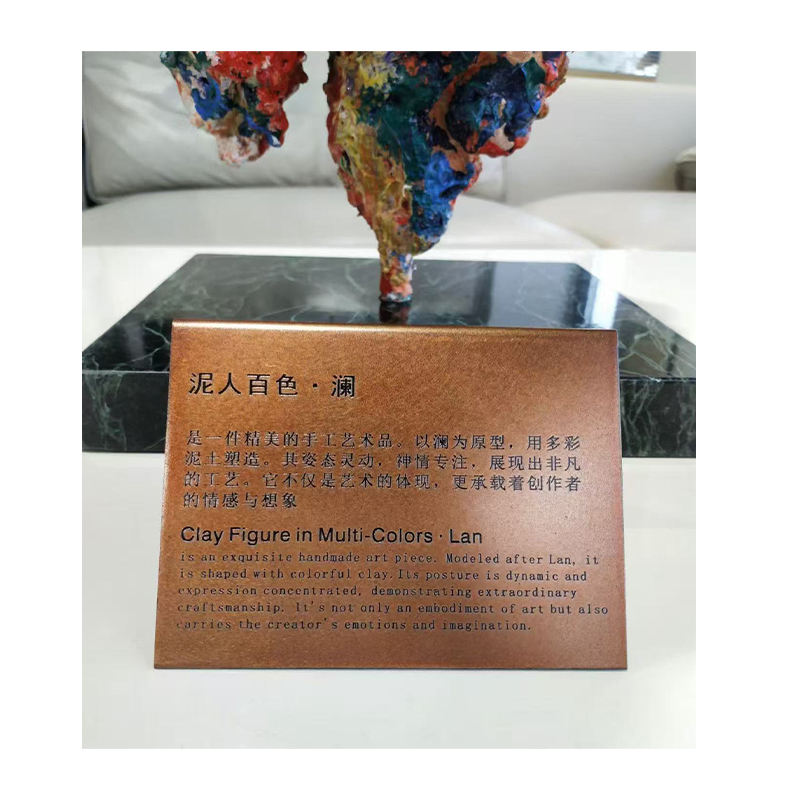 泥人百色·澜
是一件精美的手工艺术品。以澜为原型，用多彩
泥土塑造。其姿态灵动，神情专注，展现出非凡
的工艺。它不仅是艺术的体现，更承载着创作者
的情感与想象
Clay Figure in Multi-Colors · Lan
is an exquisite handmade art piece. Modeled after Lan, it
is shaped with colorful clay.Its posture is dynamic and
expression concentrated, demonstrating extraordinary
craftsmanship. It's not only an embodiment of art but also
carries the creator's emotions and imagination.